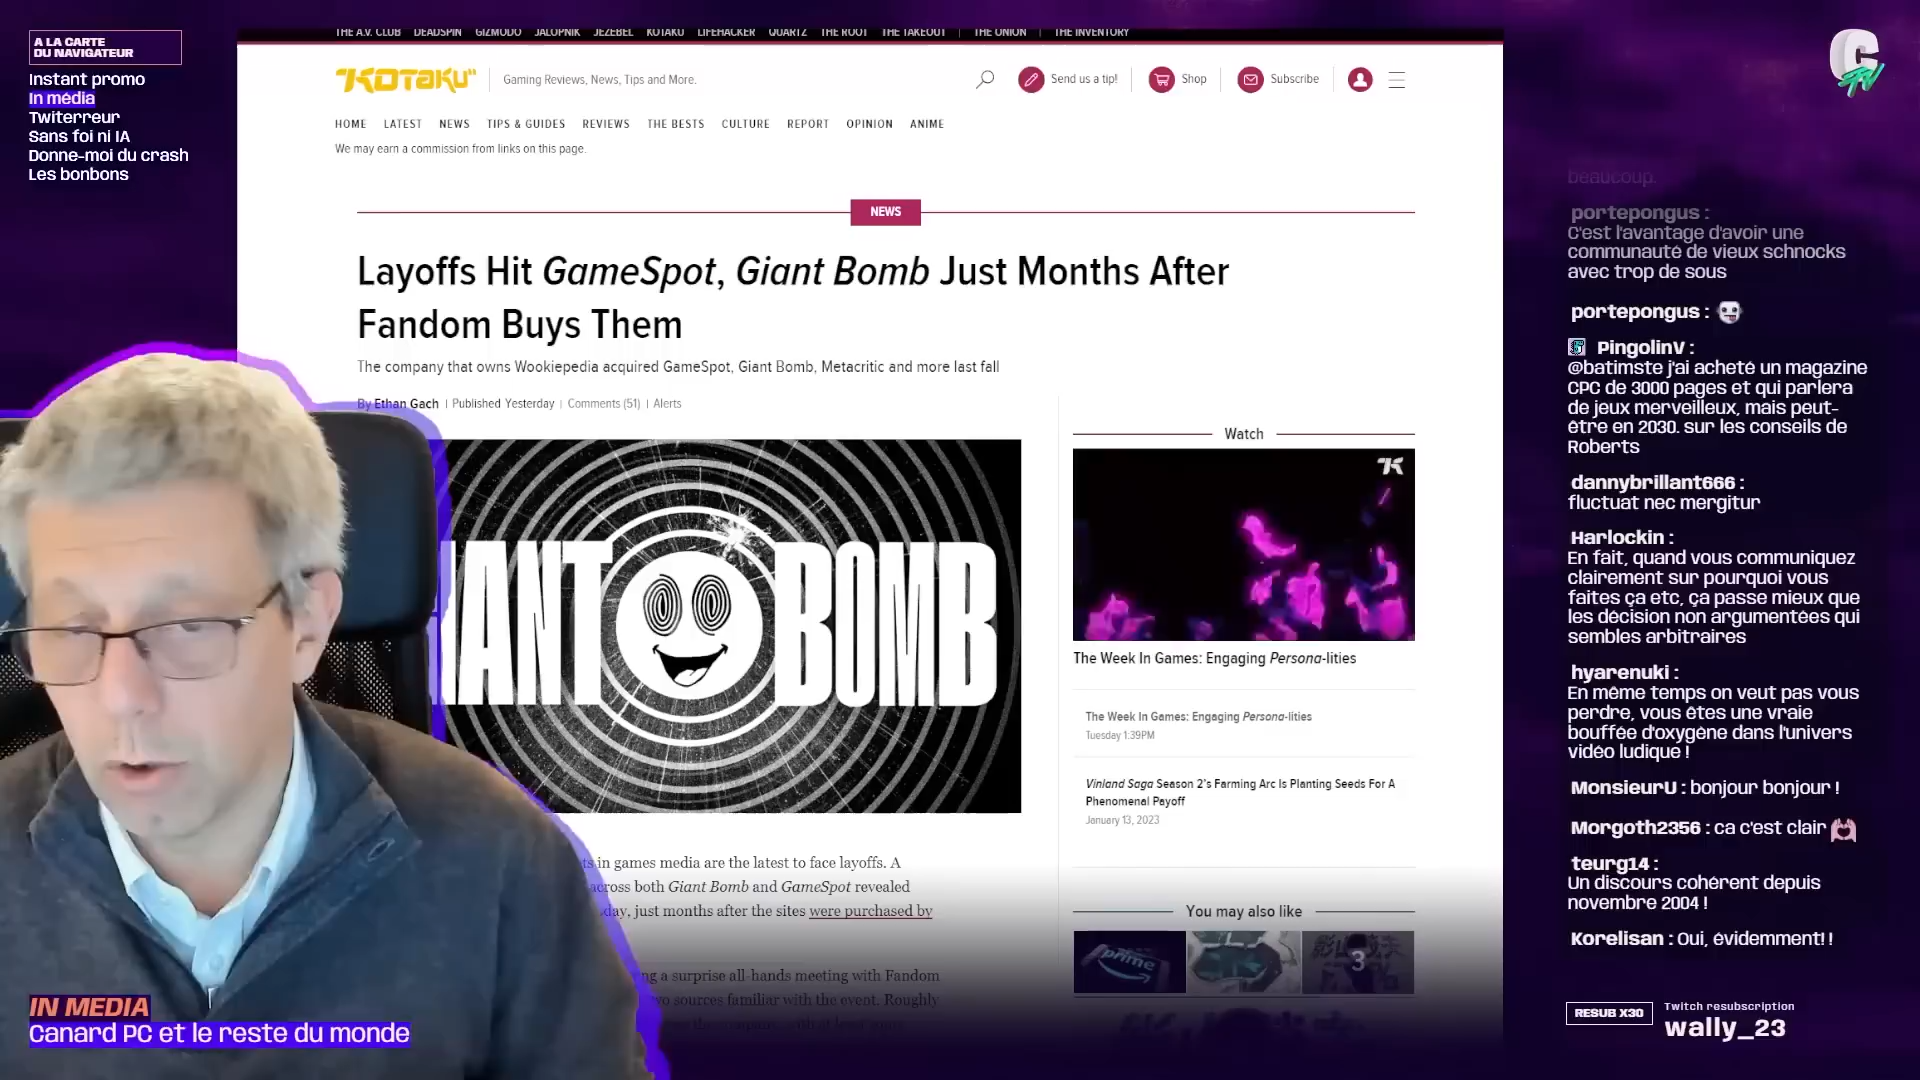 A LA CARTE
DU NAVIGATEUR
Instant promo
In média
Twiterreur
Sans foi ni IA
Donne-moi du crash
Les bonbons
THE A.V. CLUB DEADSPIN GIZMODO JALOPNIK JEZEBEL KOTAKU LIFEHACKER QUARTZ THE ROOT THE TAKEOUT | THE ONION | THE INVENTORY
"KOTAKU"
Gaming Reviews, News, Tips and More.
Send us a tip!
Shop
Subscribe
HOME LATEST NEWS TIPS & GUIDES REVIEWS THE BESTS CULTURE REPORT OPINION ANIME
We may earn a commission from links on this page.
NEWS
Layoffs Hit GameSpot, Giant Bomb Just Months After
Fandom Buys Them
The company that owns Wookiepedia acquired GameSpot, Giant Bomb, Metacritic and more last fall
By Ethan Gach | Published Yesterday | Comments (51) | Alerts
ANT BOMB
in games media are the latest to face layoffs. A
across both Giant Bomb and GameSpot revealed
just months after the sites were purchased by
a surprise all-hands meeting with Fandom
sources familiar with the event. Roughly
Watch
The Week In Games: Engaging Persona-lities
The Week In Games: Engaging Persona-lities
Tuesday 1:39PM
Vinland Saga Season 2's Farming Arc Is Planting Seeds For A
Phenomenal Payoff
January 13, 2023
You may also like
prime
3
C
TV
beaucoup.
portepongus :
C'est l'avantage d'avoir une
communauté de vieux schnocks
avec trop de sous
portepongus :
PingolinV :
@batimste j'ai acheté un magazine
CPC de 3000 pages et qui parlera
de jeux merveilleux, mais peut-
être en 2030. sur les conseils de
Roberts
dannybrillant666 :
fluctuat nec mergitur
Harlockin :
En fait, quand vous communiquez
clairement sur pourquoi vous
faites ça etc, ça passe mieux que
les décision non argumentées qui
sembles arbitraires
hyarenuki :
En même temps on veut pas vous
perdre, vous êtes une vraie
bouffée d'oxygène dans l'univers
vidéo ludique !
MonsieurU : bonjour bonjour !
Morgoth2356 : ca c'est clair
teurg14 :
Un discours cohérent depuis
novembre 2004 !
Korelisan : Oui, évidemment! !
RESUB X30
Twitch resubscription
wally_23
IN MEDIA
Canard PC et le reste du monde